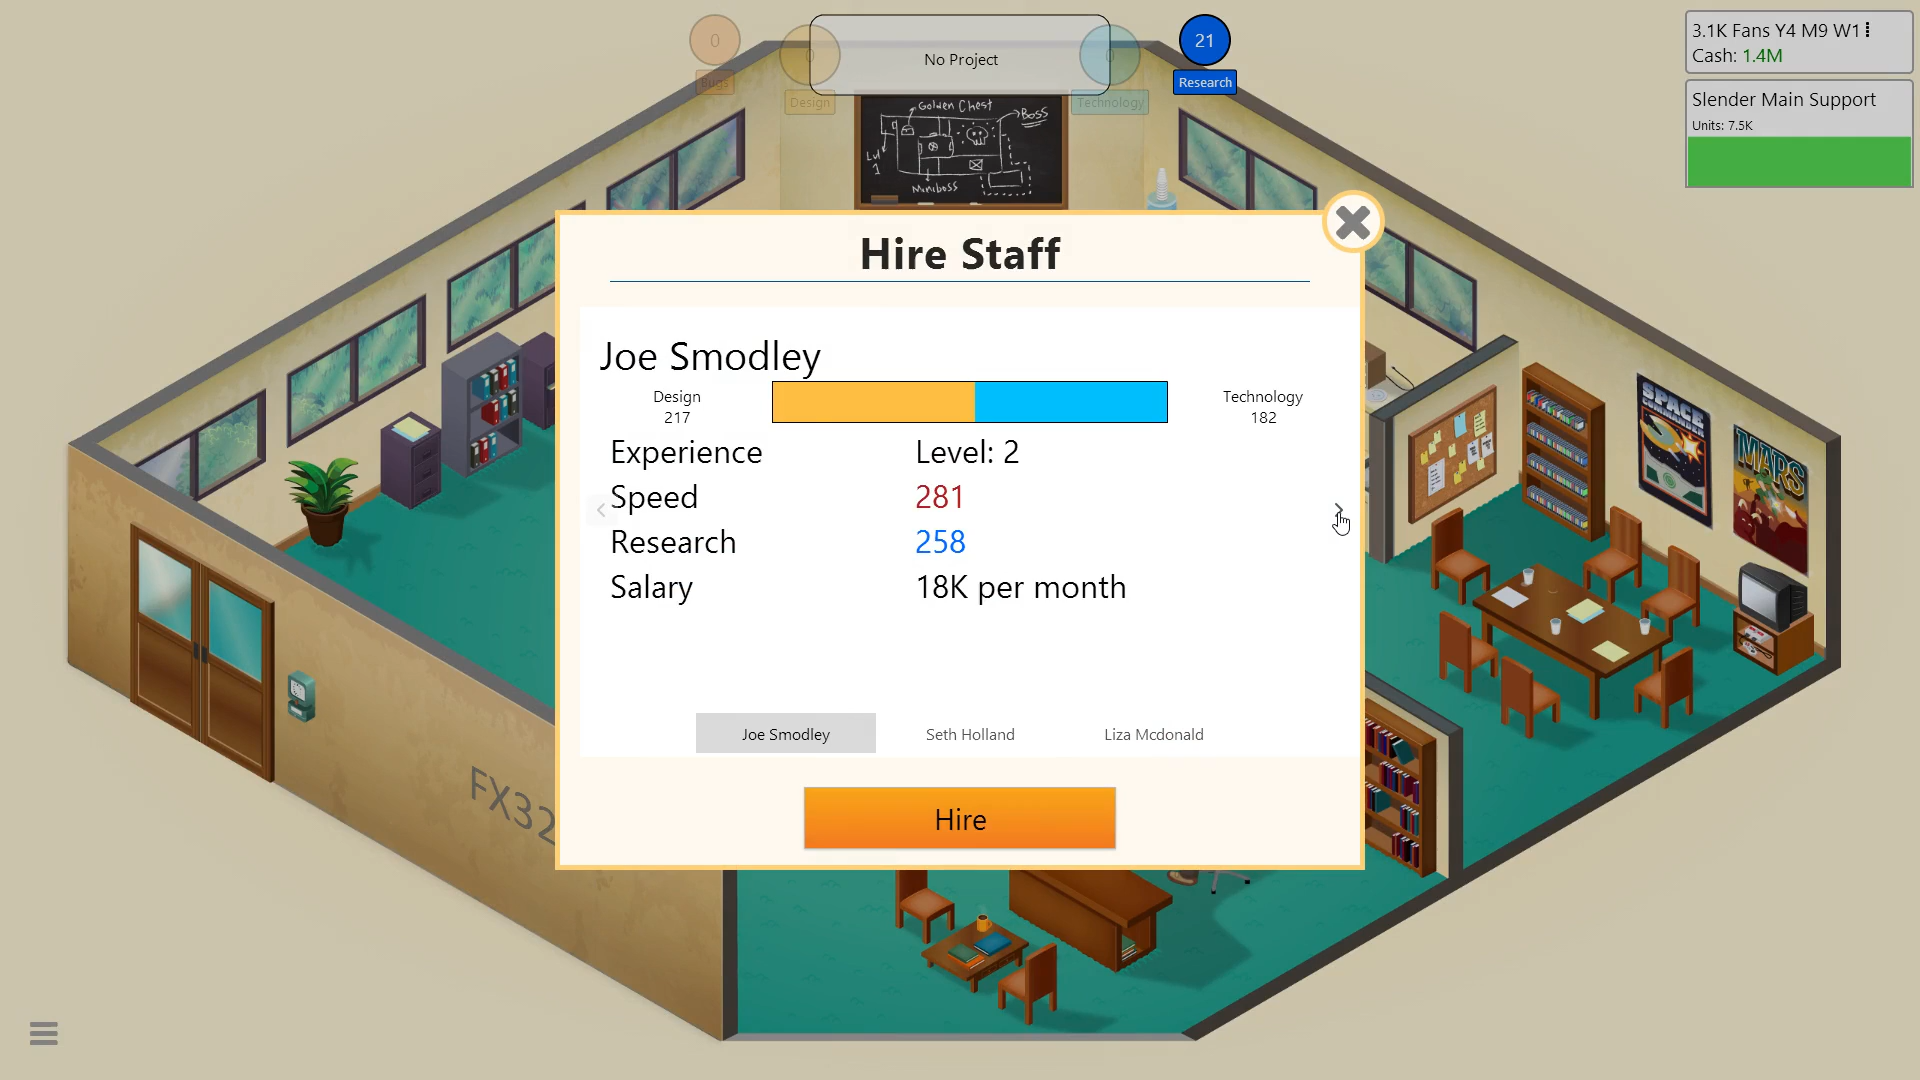 0
Bugs
0
Design
No Project
0
Technology
21
Research
3.1K Fans Y4 M9 W1
Cash: 1.4M
Slender Main Support
Units: 7.5K
Golden Chest
Boss
Lvl
1
Miniboss
SPACE
MARS
FX32
Hire Staff
Joe Smodley
Design
217
Technology
182
Experience Level: 2
Speed 281
Research 258
Salary 18K per month
Joe Smodley Seth Holland Liza Mcdonald
Hire